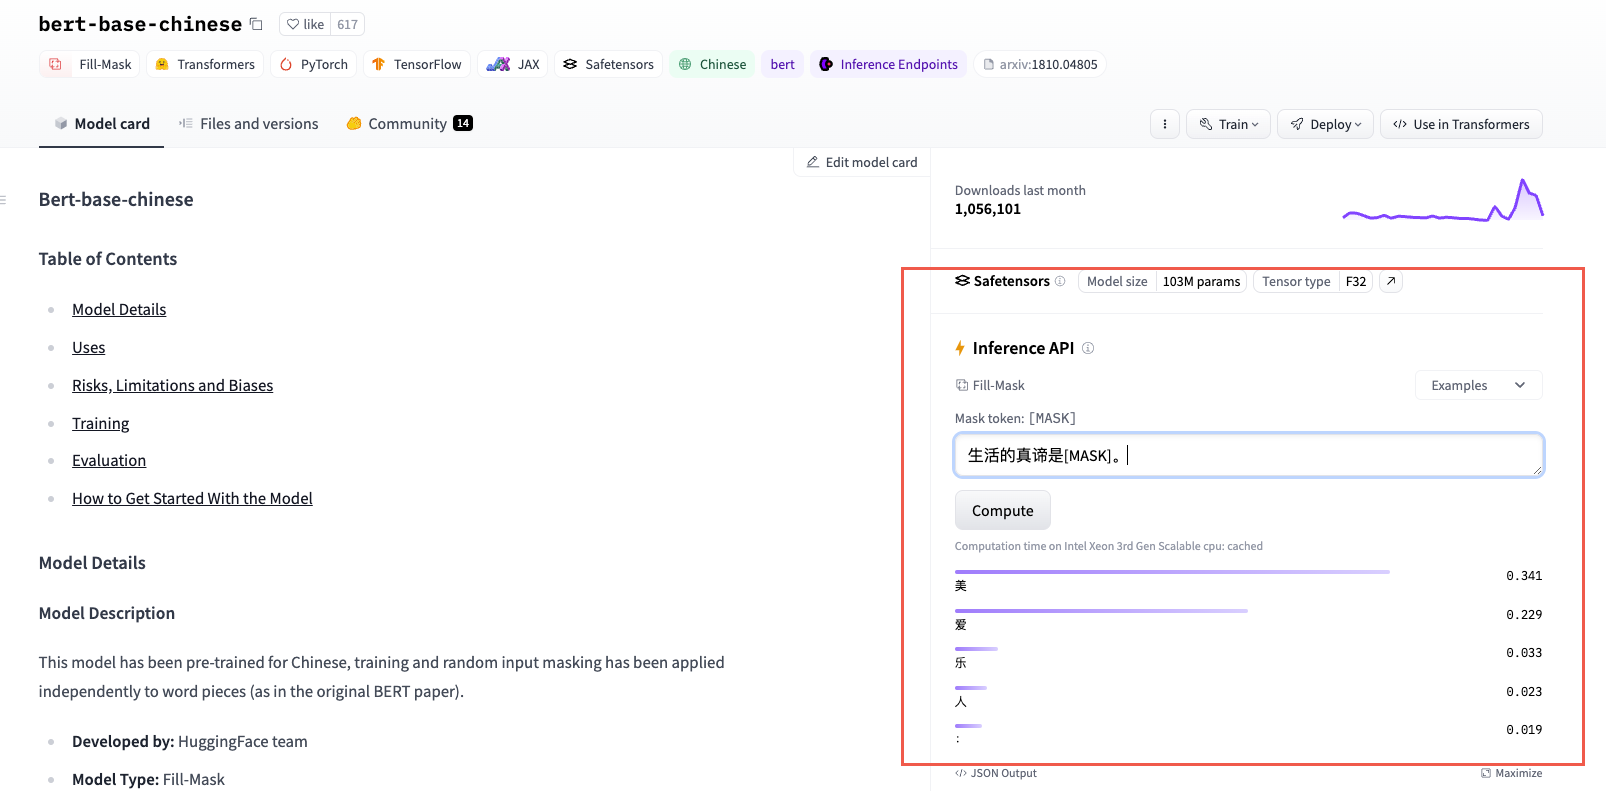 bert-base-chinese like 617
Fill-Mask Transformers PyTorch TensorFlow JAX Safetensors Chinese bert Inference Endpoints arxiv:1810.04805
Model card Files and versions Community 14 Train Deploy Use in Transformers
Edit model card
Bert-base-chinese
Table of Contents
Model Details
Uses
Risks, Limitations and Biases
Training
Evaluation
How to Get Started With the Model
Model Details
Model Description
This model has been pre-trained for Chinese, training and random input masking has been applied
independently to word pieces (as in the original BERT paper).
Developed by: HuggingFace team
Model Type: Fill-Mask
Downloads last month
1,056,101
Safetensors Model size 103M params Tensor type F32
Inference API
Fill-Mask Examples
Mask token: [MASK]
生活的真谛是[MASK]。
Compute
Computation time on Intel Xeon 3rd Gen Scalable cpu: cached
美 0.341
爱 0.229
乐 0.033
人 0.023
: 0.019
JSON Output Maximize